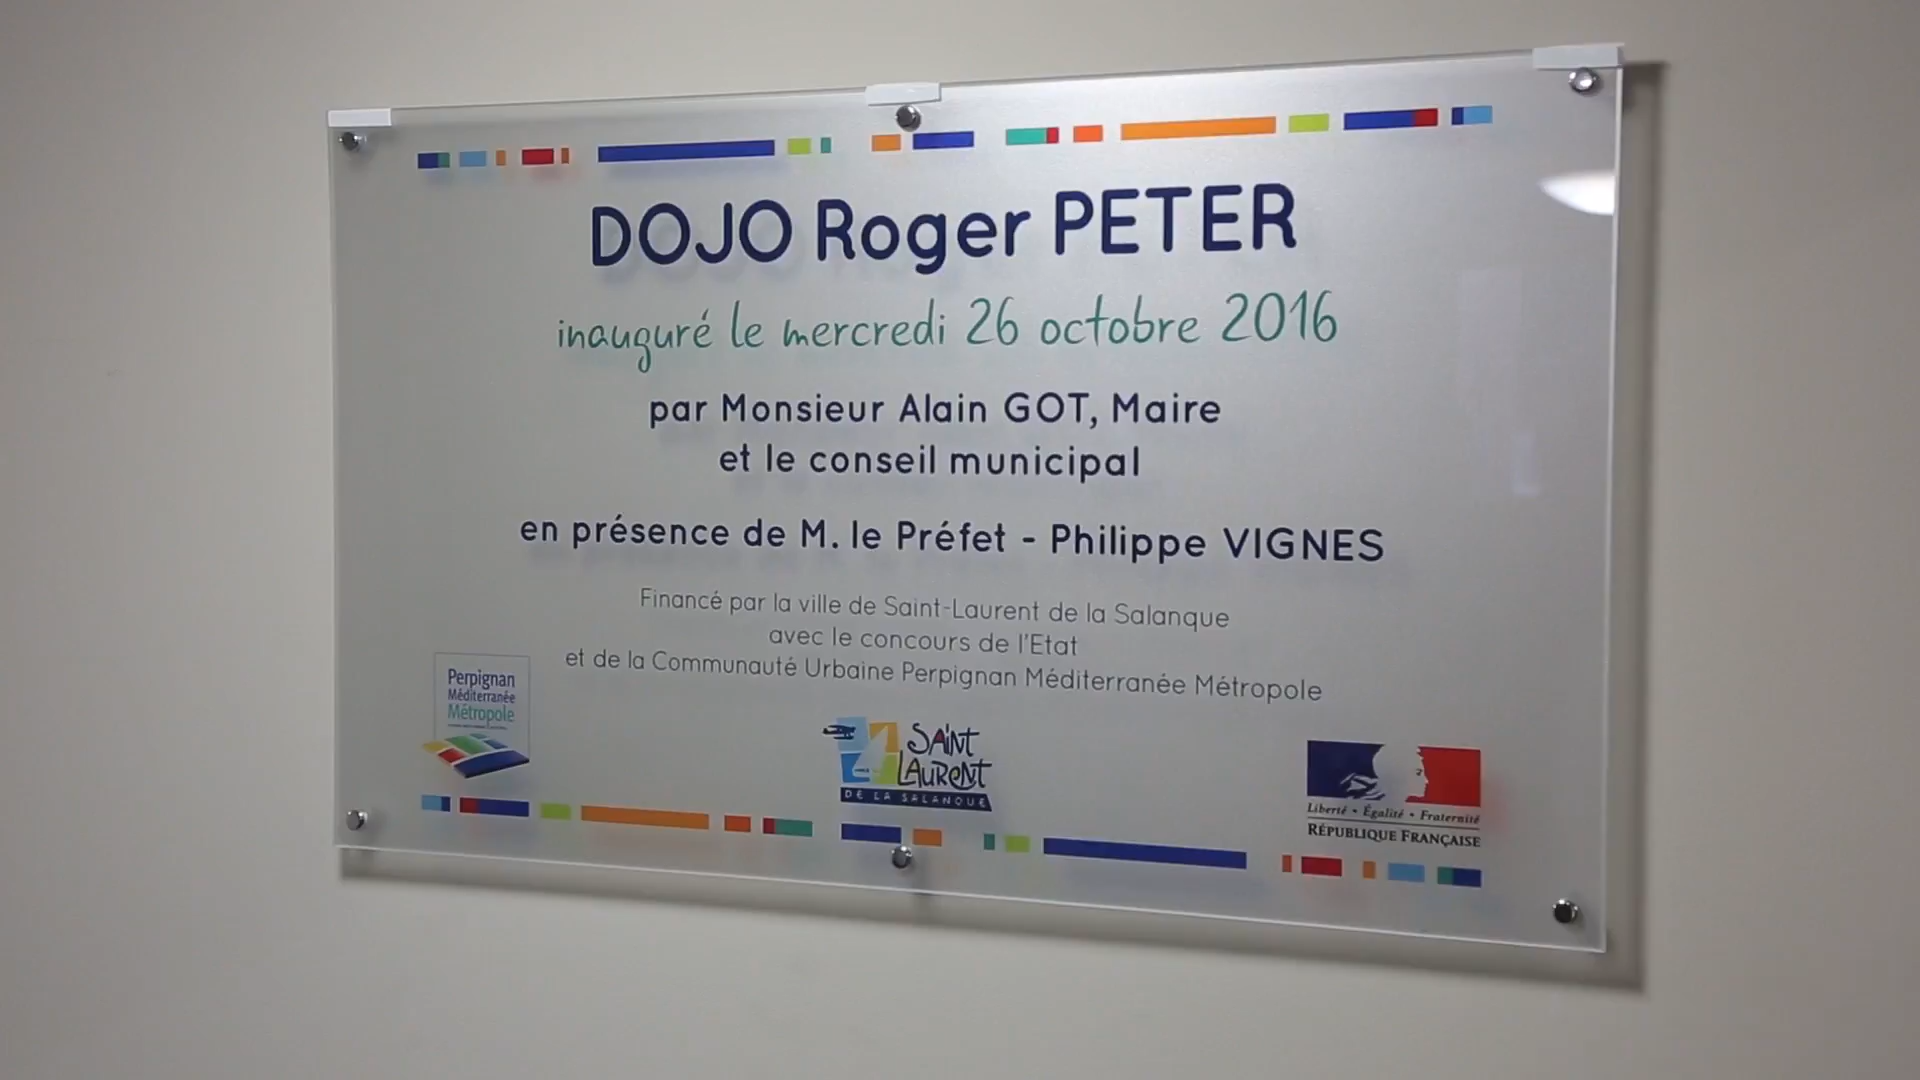 DOJO Roger PETER
inauguré le mercredi 26 octobre 2016
par Monsieur Alain GOT, Maire
et le conseil municipal
en présence de M. le Préfet - Philippe VIGNES
Financé par la ville de Saint-Laurent de la Salanque
avec le concours de l'Etat
et de la Communauté Urbaine Perpignan Méditerranée Métropole
Perpignan
Méditerranée
Métropole
SAiNT
LAURENT
DE LA SALANQUE
Liberté • Égalité • Fraternité
RÉPUBLIQUE FRANÇAISE